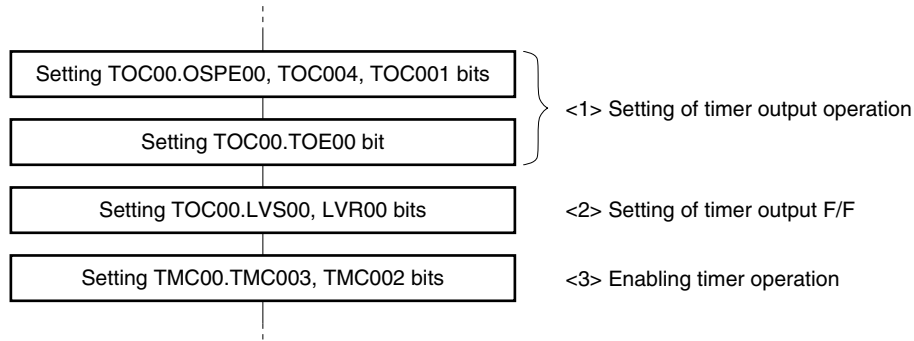 Setting TOC00.OSPE00, TOC004, TOC001 bits
<1> Setting of timer output operation
Setting TOC00.TOE00 bit
Setting TOC00.LVS00, LVR00 bits
<2> Setting of timer output F/F
Setting TMC00.TMC003, TMC002 bits
<3> Enabling timer operation